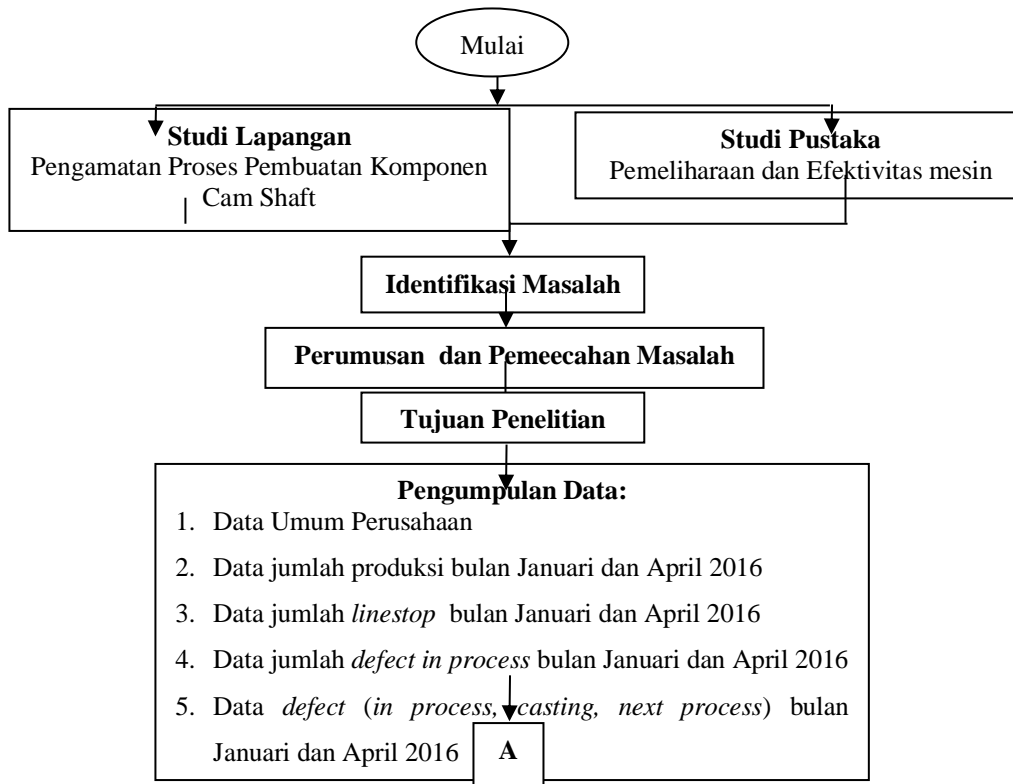 Mulai
Studi Lapangan
Pengamatan Proses Pembuatan Komponen
Cam Shaft
Studi Pustaka
Pemeliharaan dan Efektivitas mesin
Identifikasi Masalah
Perumusan dan Pemeecahan Masalah
Tujuan Penelitian
Pengumpulan Data:
1. Data Umum Perusahaan
2. Data jumlah produksi bulan Januari dan April 2016
3. Data jumlah linestop bulan Januari dan April 2016
4. Data jumlah defect in process bulan Januari dan April 2016
5. Data defect (in process, casting, next process) bulan
Januari dan April 2016
A